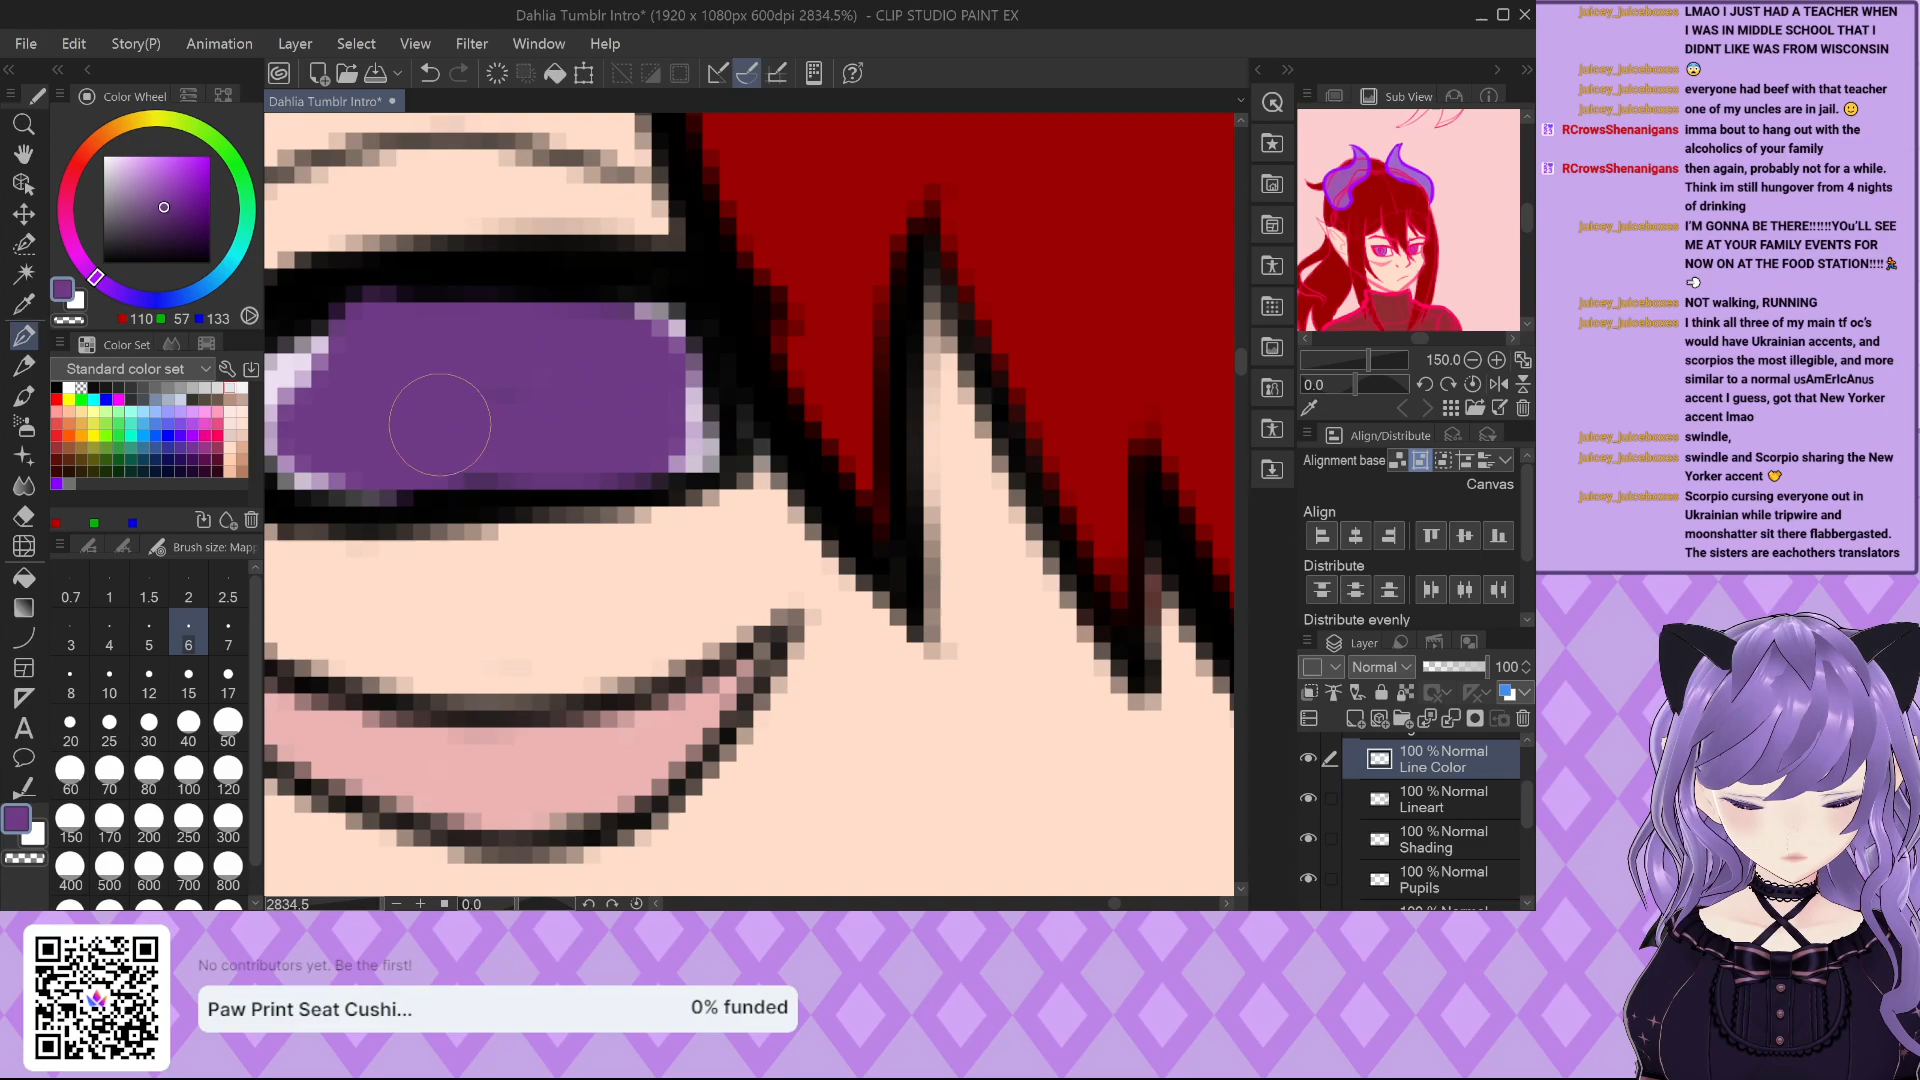 Dahlia Tumblr Intro* (1920 x 1080px 600dpi 2834.5%) - CLIP STUDIO PAINT EX
File Edit Story(P) Animation Layer Select View Filter Window Help
Dahlia Tumblr Intro*
Color Wheel
110 57 133
Color Set
Standard color set
Brush size: Mapp
0.7 1 1.5 2 2.5
3 4 5 6 7
8 10 12 15 17
20 25 30 40 50
60 70 80 100 120
150 170 200 250 300
400 500 600 700 800
2834.5 0.0
Sub View
150.0
0.0
Align/Distribute
Alignment base
Canvas
Align
Distribute
Distribute evenly
Layer
Normal 100
100 % Normal
Line Color
100 % Normal
Lineart
100 % Normal
Shading
100 % Normal
Pupils
juicey_juiceboxes LMAO I JUST HAD A TEACHER WHEN
I WAS IN MIDDLE SCHOOL THAT I
DIDNT LIKE WAS FROM WISCONSIN
juicey_juiceboxes 😨
juicey_juiceboxes everyone had beef with that teacher
juicey_juiceboxes one of my uncles are in jail. 🙂
RCrowsShenanigans imma bout to hang out with the
alcoholics of your family
RCrowsShenanigans then again, probably not for a while.
Think im still hungover from 4 nights
of drinking
juicey_juiceboxes I'M GONNA BE THERE!!!!!!YOU'LL SEE
ME AT YOUR FAMILY EVENTS FOR
NOW ON AT THE FOOD STATION!!!!🏃
💨
juicey_juiceboxes NOT walking, RUNNING
juicey_juiceboxes I think all three of my main tf oc's
would have Ukrainian accents, and
scorpios the most illegible, and more
similar to a normal usAmErIcAnus
accent I guess, got that New Yorker
accent lmao
juicey_juiceboxes swindle,
juicey_juiceboxes swindle and Scorpio sharing the New
Yorker accent 🤝
juicey_juiceboxes Scorpio cursing everyone out in
Ukrainian while tripwire and
moonshatter sit there flabbergasted.
The sisters are eachothers translators
No contributors yet. Be the first!
Paw Print Seat Cushi... 0% funded